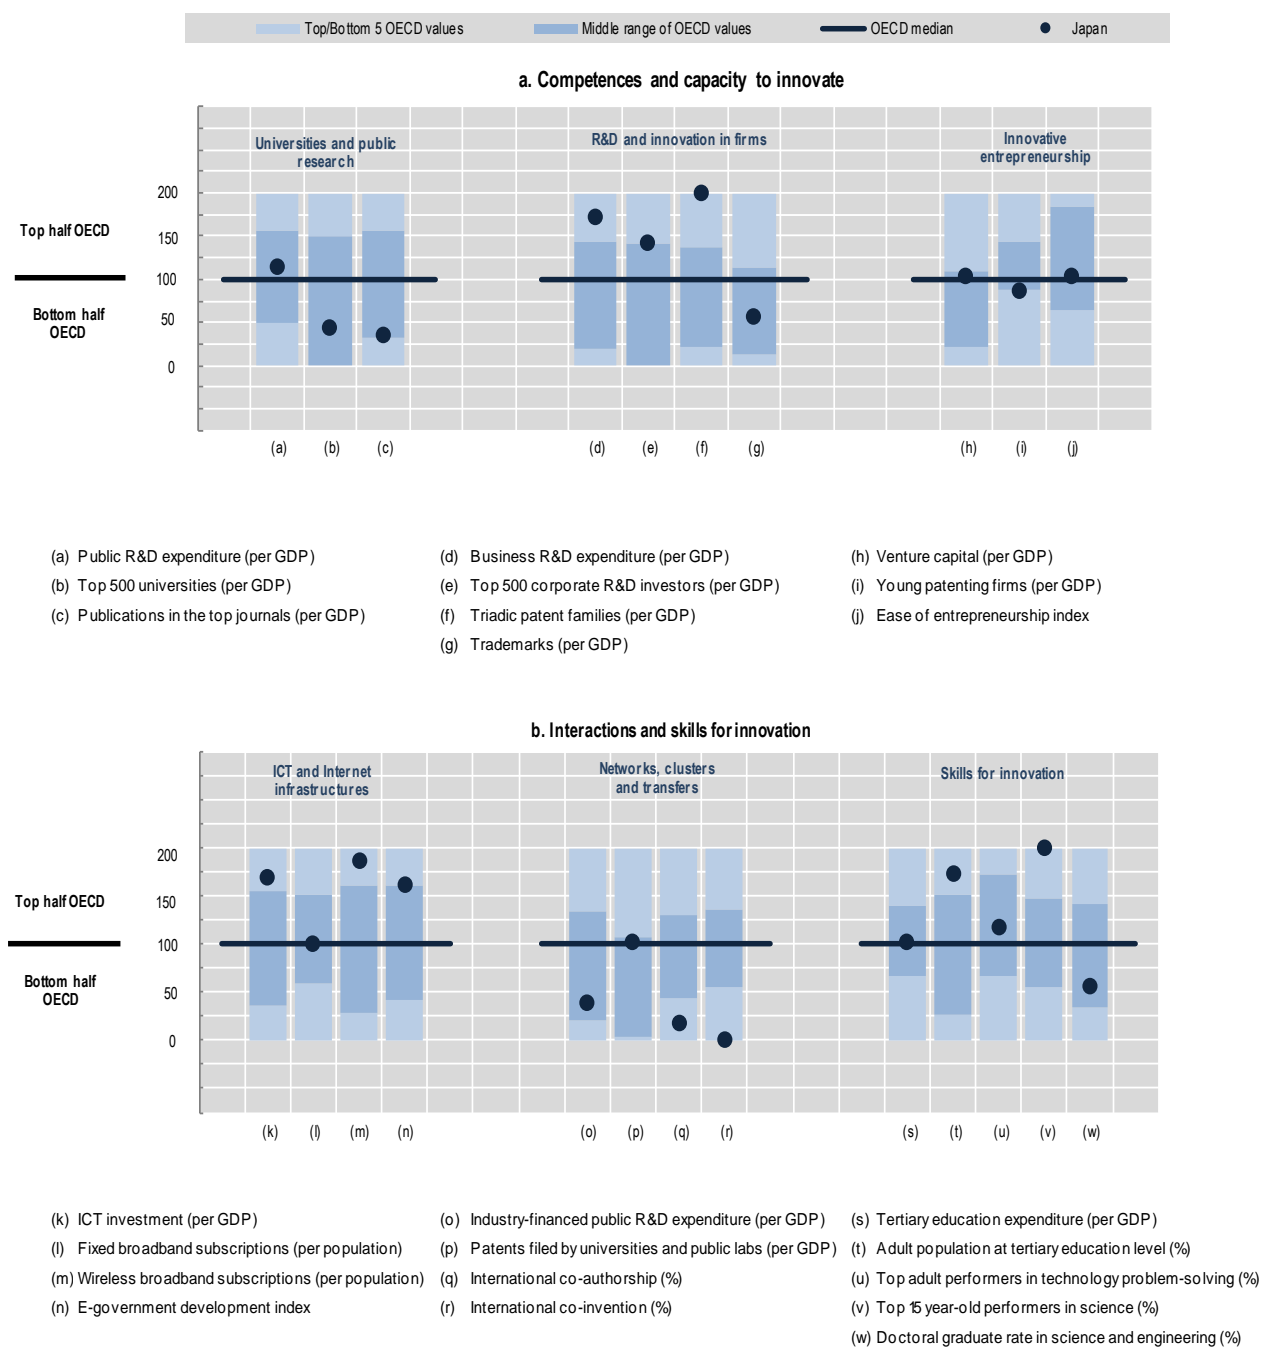 Top/Bottom 5 OECD values Middle range of OECD values OECD median Japan
a. Competences and capacity to innovate
Universities and public
research
R&D and innovation in firms
Innovative
entrepreneurship
Top half OECD
Bottom half
OECD
200
150
100
50
0
(a) (b) (c) (d) (e) (f) (g) (h) (i) (j)
(a) Public R&D expenditure (per GDP)
(b) Top 500 universities (per GDP)
(c) Publications in the top journals (per GDP)
(d) Business R&D expenditure (per GDP)
(e) Top 500 corporate R&D investors (per GDP)
(f) Triadic patent families (per GDP)
(g) Trademarks (per GDP)
(h) Venture capital (per GDP)
(i) Young patenting firms (per GDP)
(j) Ease of entrepreneurship index
b. Interactions and skills for innovation
ICT and Internet
infrastructures
Networks, clusters
and transfers
Skills for innovation
Top half OECD
Bottom half
OECD
200
150
100
50
0
(k) (l) (m) (n) (o) (p) (q) (r) (s) (t) (u) (v) (w)
(k) ICT investment (per GDP)
(l) Fixed broadband subscriptions (per population)
(m) Wireless broadband subscriptions (per population)
(n) E-government development index
(o) Industry-financed public R&D expenditure (per GDP)
(p) Patents filed by universities and public labs (per GDP)
(q) International co-authorship (%)
(r) International co-invention (%)
(s) Tertiary education expenditure (per GDP)
(t) Adult population at tertiary education level (%)
(u) Top adult performers in technology problem-solving (%)
(v) Top 15 year-old performers in science (%)
(w) Doctoral graduate rate in science and engineering (%)